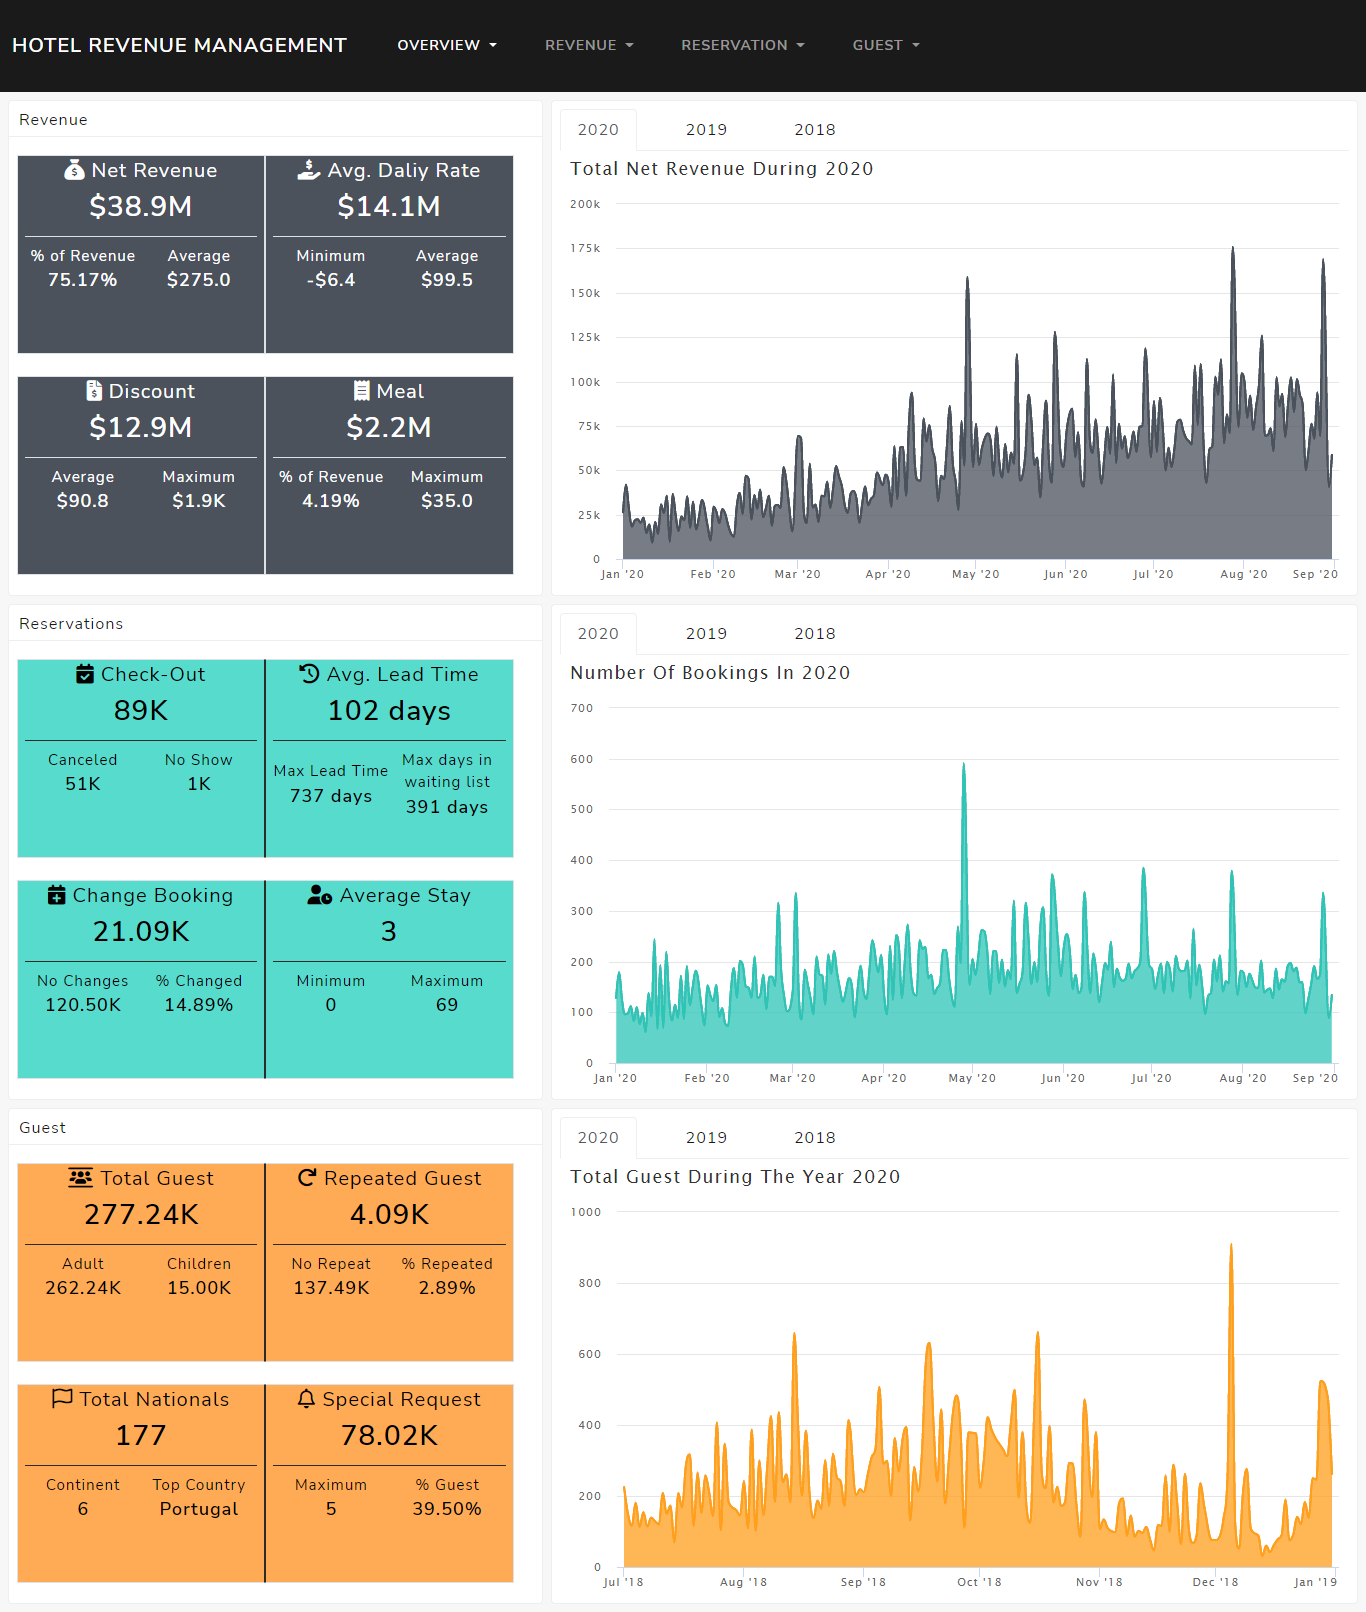 HOTEL REVENUE MANAGEMENT OVERVIEW REVENUE RESERVATION GUEST
Revenue
Net Revenue
$38.9M
% of Revenue Average
75.17% $275.0
Avg. Daliy Rate
$14.1M
Minimum Average
-$6.4 $99.5
Discount
$12.9M
Average Maximum
$90.8 $1.9K
Meal
$2.2M
% of Revenue Maximum
4.19% $35.0
2020 2019 2018
Total Net Revenue During 2020
200k
175k
150k
125k
100k
75k
50k
25k
0
Jan '20 Feb '20 Mar '20 Apr '20 May '20 Jun '20 Jul '20 Aug '20 Sep '20
Reservations
Check-Out
89K
Canceled No Show
51K 1K
Avg. Lead Time
102 days
Max Lead Time
737 days
Max days in
waiting list
391 days
Change Booking
21.09K
No Changes % Changed
120.50K 14.89%
Average Stay
3
Minimum Maximum
0 69
2020 2019 2018
Number Of Bookings In 2020
700
600
500
400
300
200
100
0
Jan '20 Feb '20 Mar '20 Apr '20 May '20 Jun '20 Jul '20 Aug '20 Sep '20
Guest
Total Guest
277.24K
Adult Children
262.24K 15.00K
Repeated Guest
4.09K
No Repeat % Repeated
137.49K 2.89%
Total Nationals
177
Continent Top Country
6 Portugal
Special Request
78.02K
Maximum % Guest
5 39.50%
2020 2019 2018
Total Guest During The Year 2020
1000
800
600
400
200
0
Jul '18 Aug '18 Sep '18 Oct '18 Nov '18 Dec '18 Jan '19